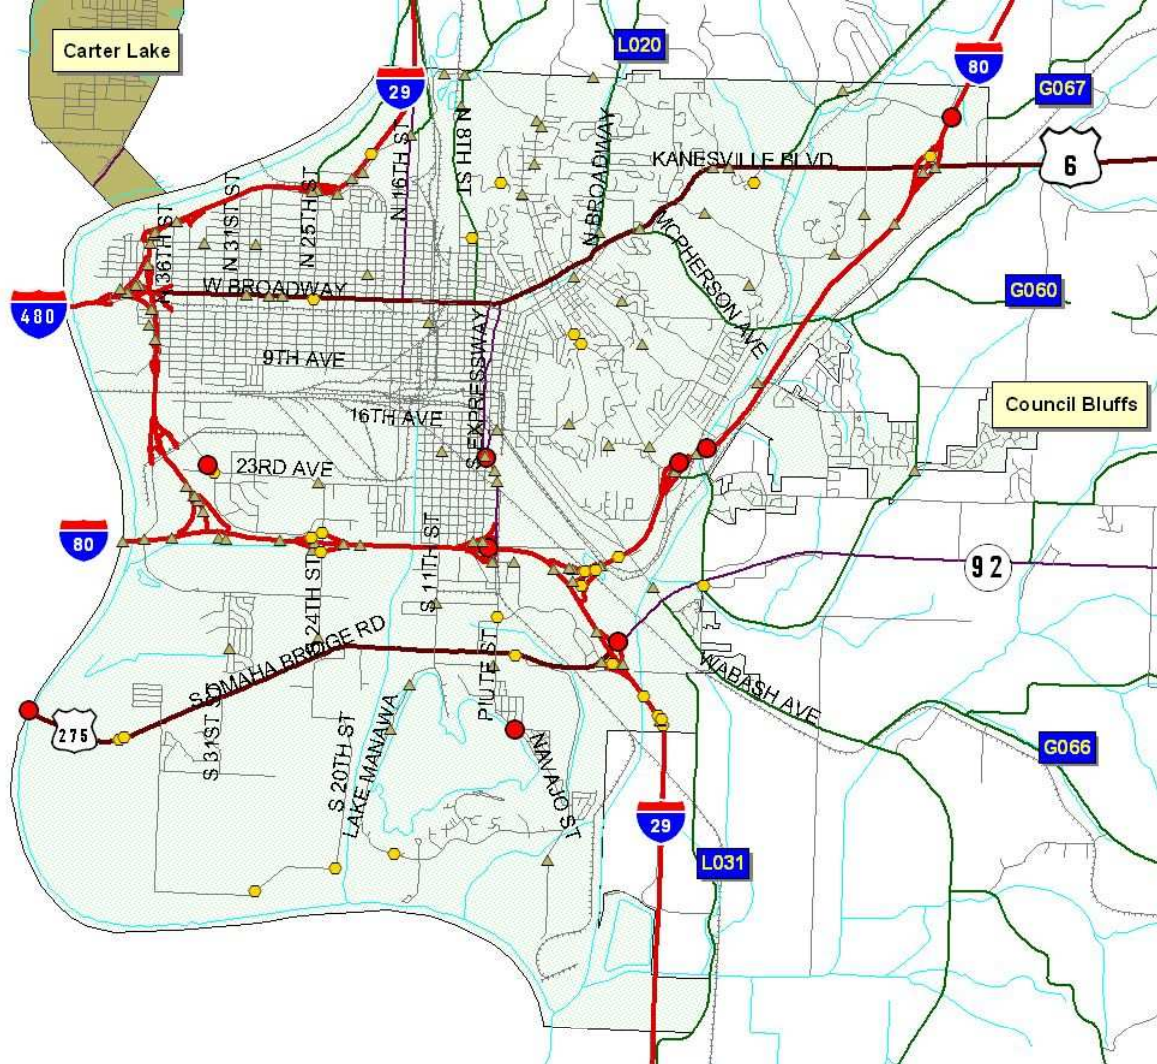 Carter Lake
L020
80
29
G067
N 8TH ST
N 16TH ST
N BROADWAY
KANESVILLE BLVD
6
N 25TH ST
N 31ST ST
36TH ST
MCPHERSON AVE
W BROADWAY
G060
480
9TH AVE
S EXPRESSWAY
16TH AVE
Council Bluffs
23RD AVE
80
S 11TH ST
92
24TH ST
S OMAHA BRIDGE RD
PIUTE ST
WABASH AVE
275
S 31ST S
S 20TH ST
LAKE MANAWA
NAVAJO ST
G066
29
L031